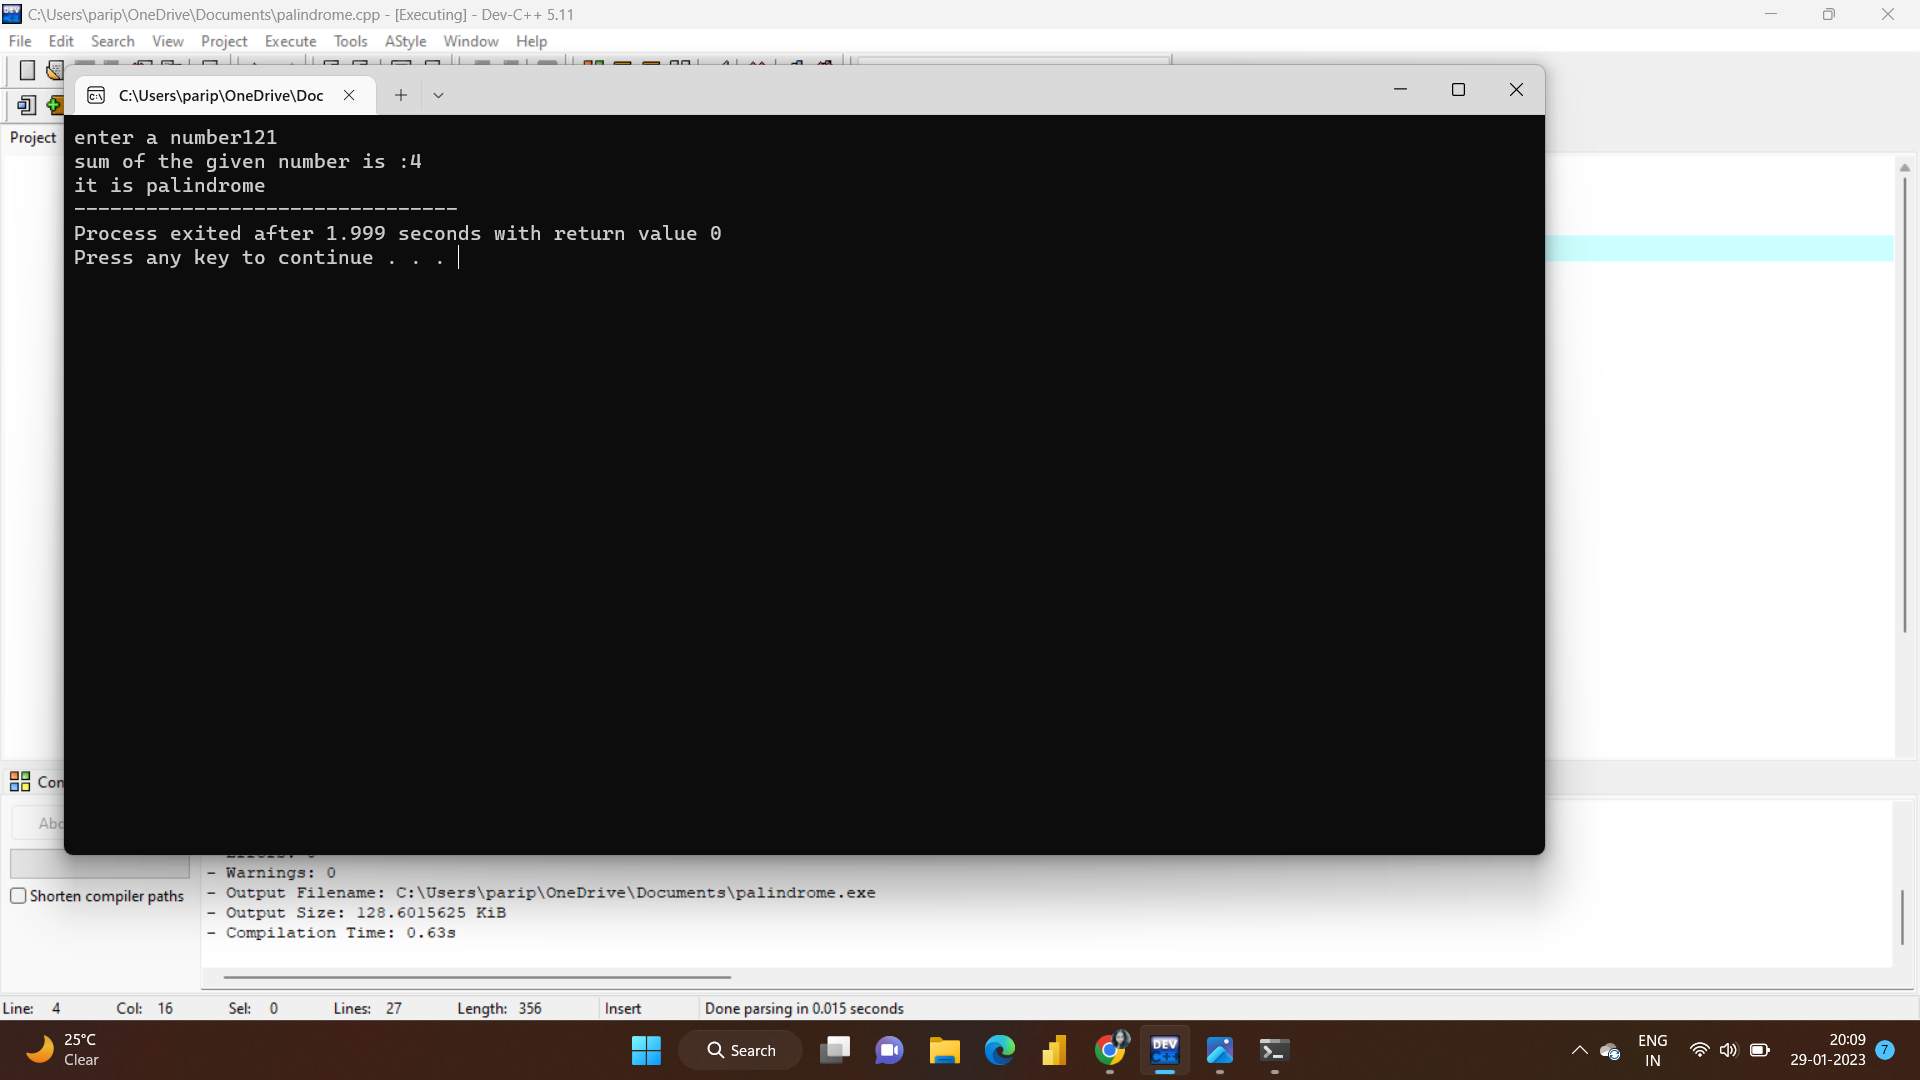 C:\Users\parip\OneDrive\Documents\palindrome.cpp - [Executing] - Dev-C++ 5.11
File Edit Search View Project Execute Tools AStyle Window Help
C:\Users\parip\OneDrive\Doc
Project
enter a number121
sum of the given number is :4
it is palindrome
--------------------------------
Process exited after 1.999 seconds with return value 0
Press any key to continue . . .
Shorten compiler paths
- Warnings: 0
- Output Filename: C:\Users\parip\OneDrive\Documents\palindrome.exe
- Output Size: 128.6015625 KiB
- Compilation Time: 0.63s
Line: 4 Col: 16 Sel: 0 Lines: 27 Length: 356 Insert Done parsing in 0.015 seconds
25°C
Clear
Search
DEV
C++
ENG
IN
20:09
29-01-2023
7